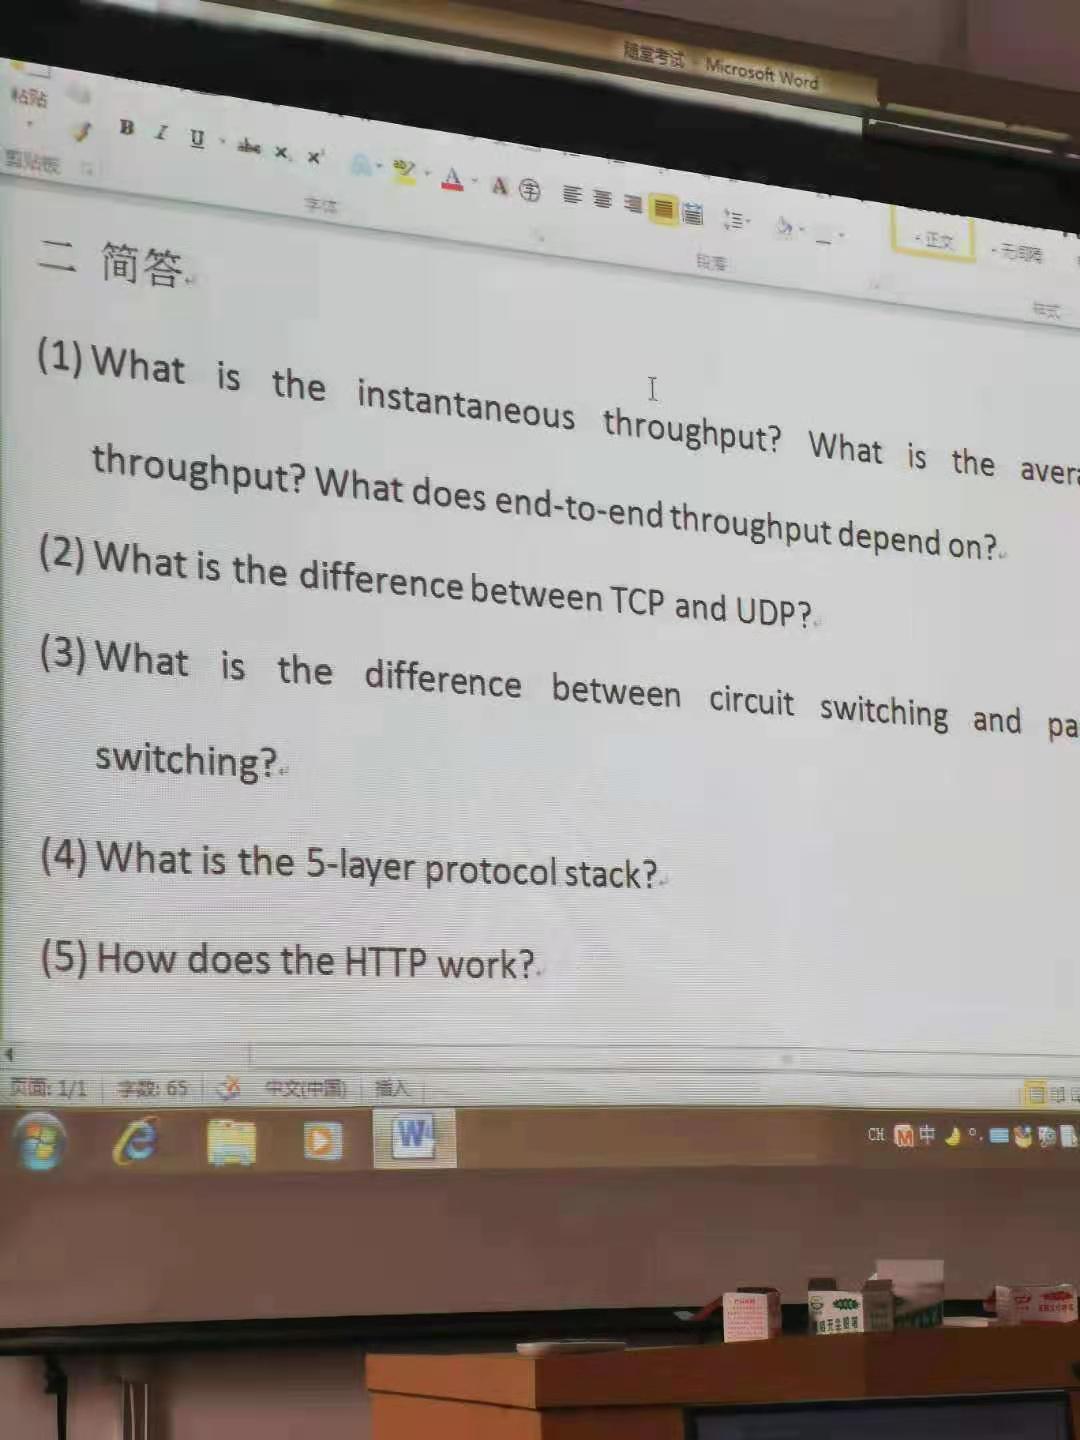 随堂考试 - Microsoft Word
粘贴
B I U abc x x
A A
剪贴板
字体
段落
正文
无间隔
样式
二 简答
(1) What is the instantaneous throughput? What is the avera
throughput? What does end-to-end throughput depend on?
(2) What is the difference between TCP and UDP?
(3) What is the difference between circuit switching and pa
switching?
(4) What is the 5-layer protocol stack?
(5) How does the HTTP work?
页面: 1/1 字数: 65 中文(中国) 插入
W
CH M 中